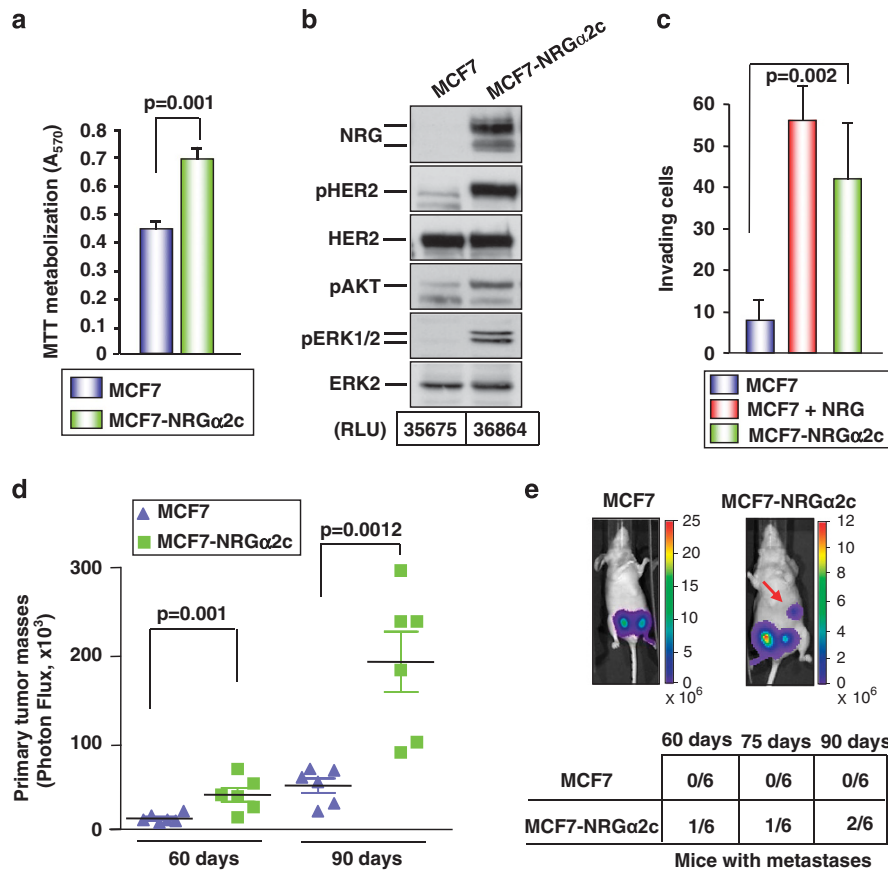 a
p=0.001
MTT metabolization (A570)
0.8
0.7
0.6
0.5
0.4
0.3
0.2
0.1
0
MCF7
MCF7-NRGα2c
b
MCF7
MCF7-NRGα2c
NRG
pHER2
HER2
pAKT
pERK1/2
ERK2
(RLU) 35675 36864
c
p=0.002
Invading cells
60
50
40
30
20
10
0
MCF7
MCF7 + NRG
MCF7-NRGα2c
d
MCF7
MCF7-NRGα2c
p=0.0012
p=0.001
Primary tumor masses
(Photon Flux, x10³)
300
200
100
0
60 days
90 days
e
MCF7
25
20
15
10
5
0
x 10⁶
MCF7-NRGα2c
12
10
8
6
4
2
0
x 10⁶
60 days 75 days 90 days
MCF7 0/6 0/6 0/6
MCF7-NRGα2c 1/6 1/6 2/6
Mice with metastases